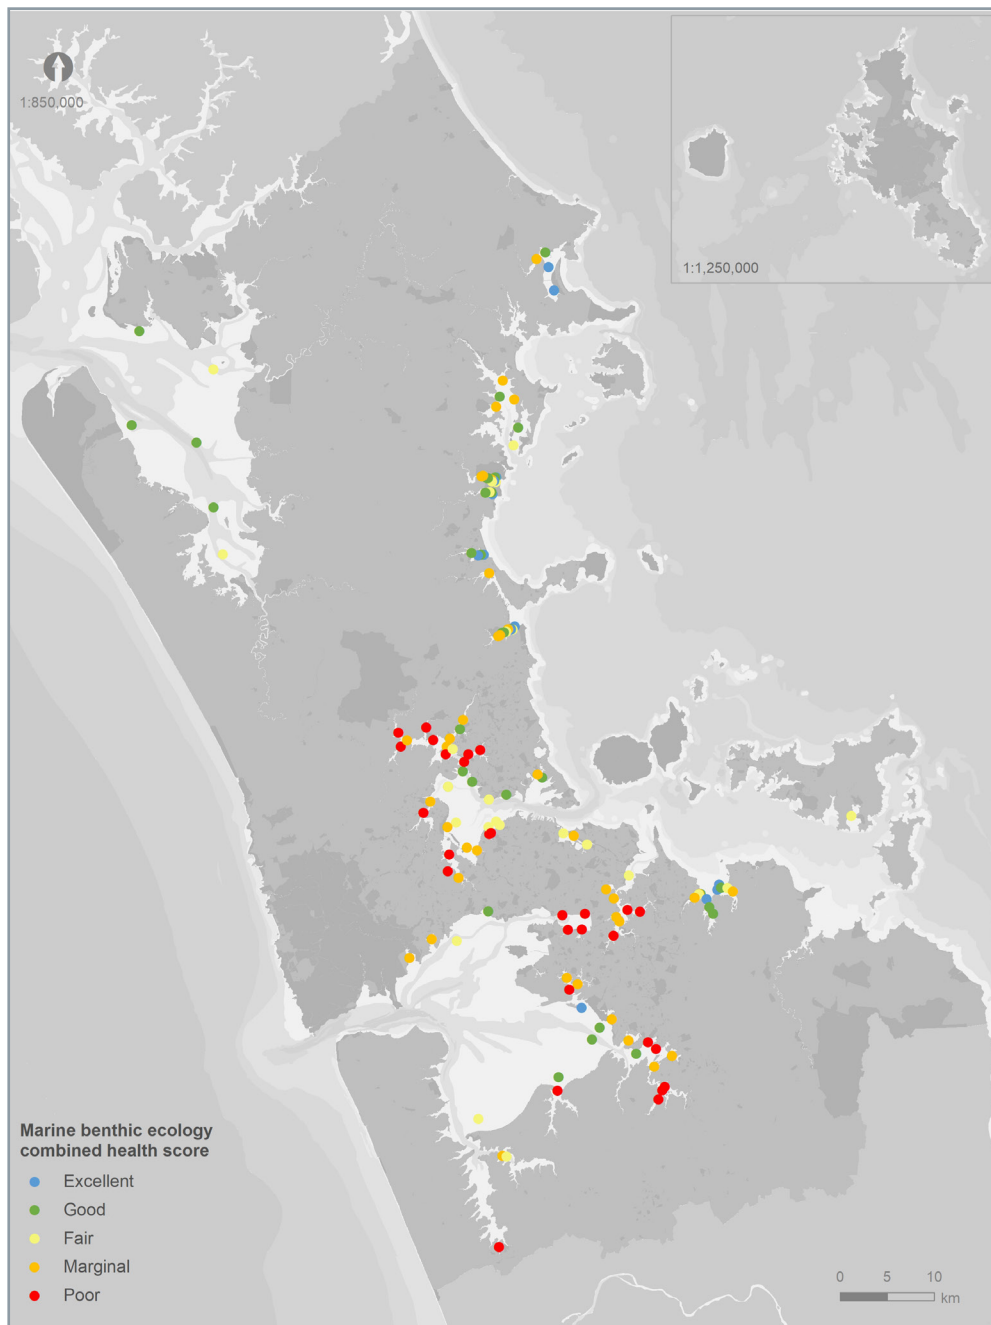 1:850,000
1:1,250,000
Marine benthic ecology
combined health score
Excellent
Good
Fair
Marginal
Poor
0 5 10
km